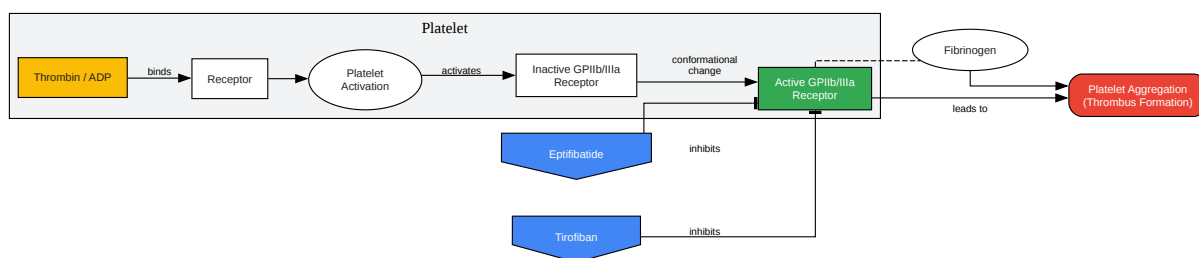 Platelet
Thrombin / ADP
binds
Receptor
Platelet
Activation
activates
Inactive GPIIb/IIIa
Receptor
conformational
change
Active GPIIb/IIIa
Receptor
Fibrinogen
leads to
Platelet Aggregation
(Thrombus Formation)
Eptifibatide
inhibits
Tirofiban
inhibits